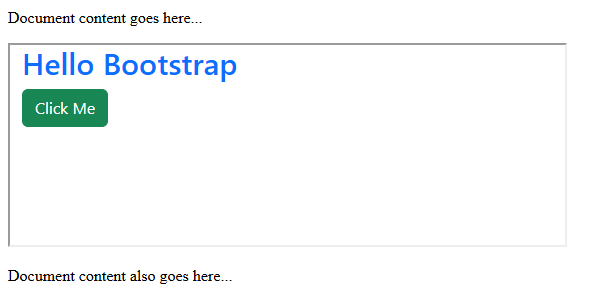 Document content goes here...
Hello Bootstrap
Click Me
Document content also goes here...